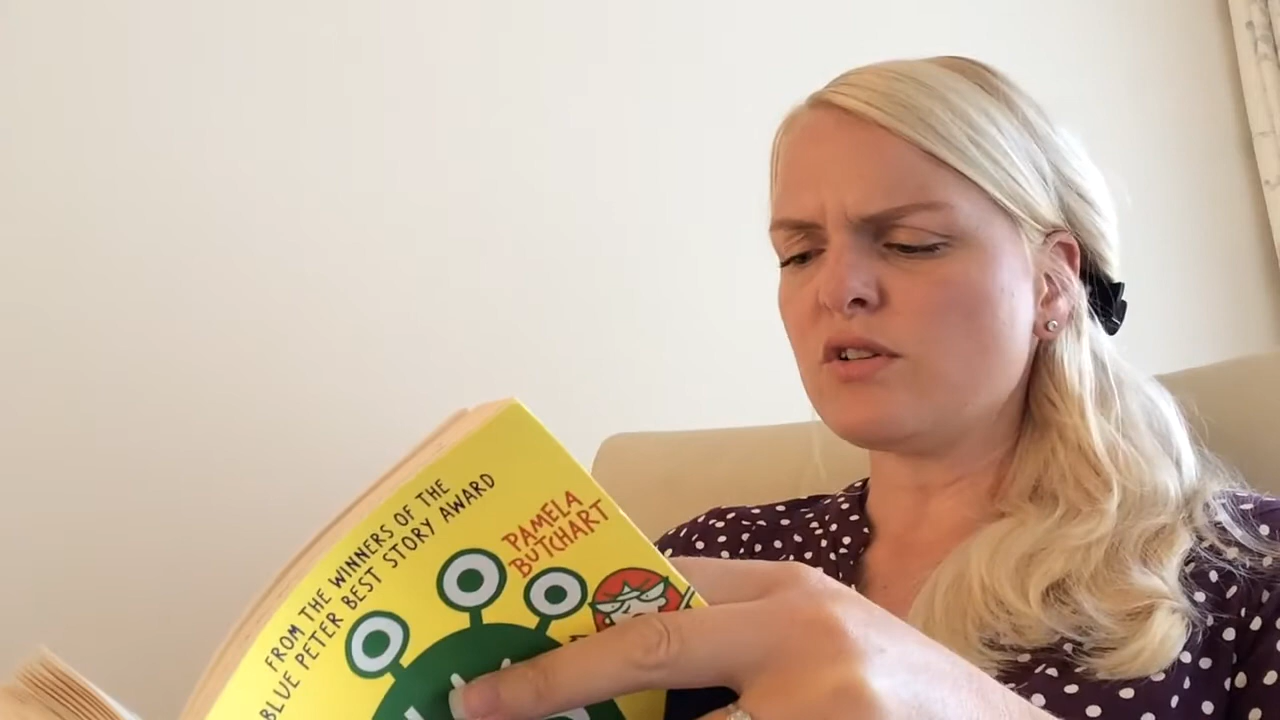 FROM THE WINNERS OF THE
BLUE PETER BEST STORY AWARD
PAMELA
BUTCHART